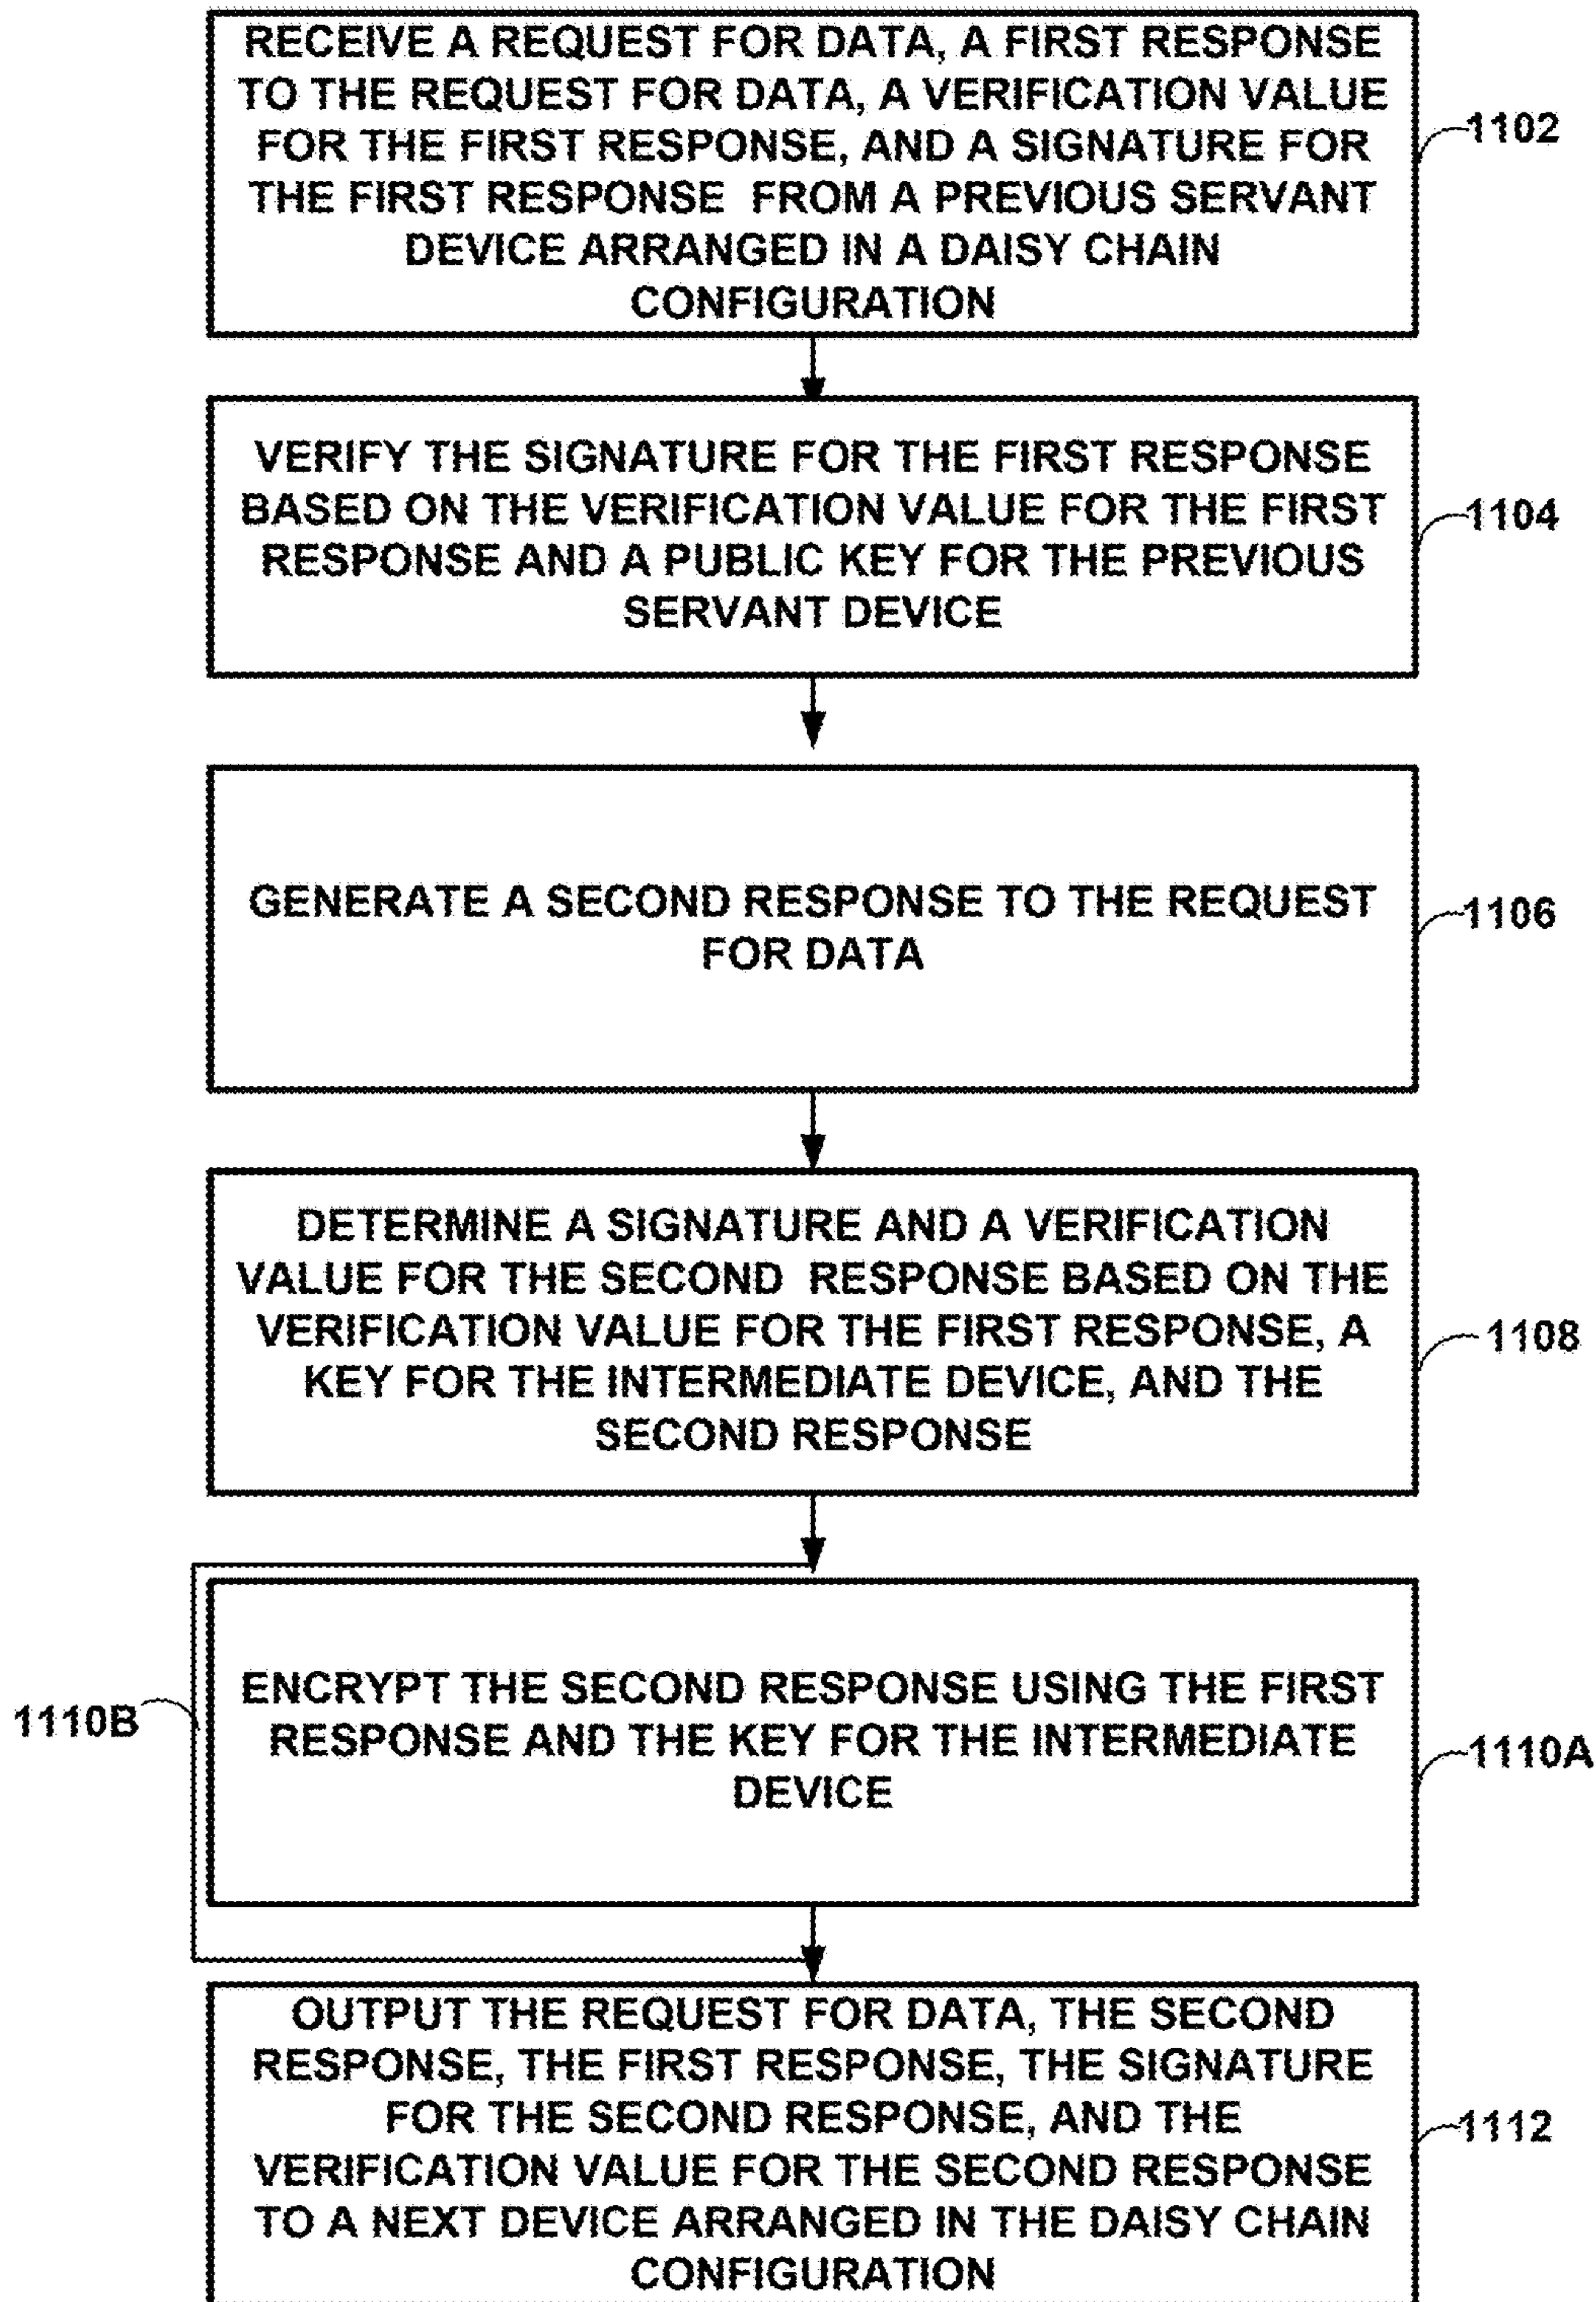 RECEIVE A REQUEST FOR DATA, A FIRST RESPONSE
TO THE REQUEST FOR DATA, A VERIFICATION VALUE
FOR THE FIRST RESPONSE, AND A SIGNATURE FOR
THE FIRST RESPONSE FROM A PREVIOUS SERVANT
DEVICE ARRANGED IN A DAISY CHAIN
CONFIGURATION
1102
VERIFY THE SIGNATURE FOR THE FIRST RESPONSE
BASED ON THE VERIFICATION VALUE FOR THE FIRST
RESPONSE AND A PUBLIC KEY FOR THE PREVIOUS
SERVANT DEVICE
1104
GENERATE A SECOND RESPONSE TO THE REQUEST
FOR DATA
1106
DETERMINE A SIGNATURE AND A VERIFICATION
VALUE FOR THE SECOND RESPONSE BASED ON THE
VERIFICATION VALUE FOR THE FIRST RESPONSE, A
KEY FOR THE INTERMEDIATE DEVICE, AND THE
SECOND RESPONSE
1108
1110B
ENCRYPT THE SECOND RESPONSE USING THE FIRST
RESPONSE AND THE KEY FOR THE INTERMEDIATE
DEVICE
1110A
OUTPUT THE REQUEST FOR DATA, THE SECOND
RESPONSE, THE FIRST RESPONSE, THE SIGNATURE
FOR THE SECOND RESPONSE, AND THE
VERIFICATION VALUE FOR THE SECOND RESPONSE
TO A NEXT DEVICE ARRANGED IN THE DAISY CHAIN
CONFIGURATION
1112